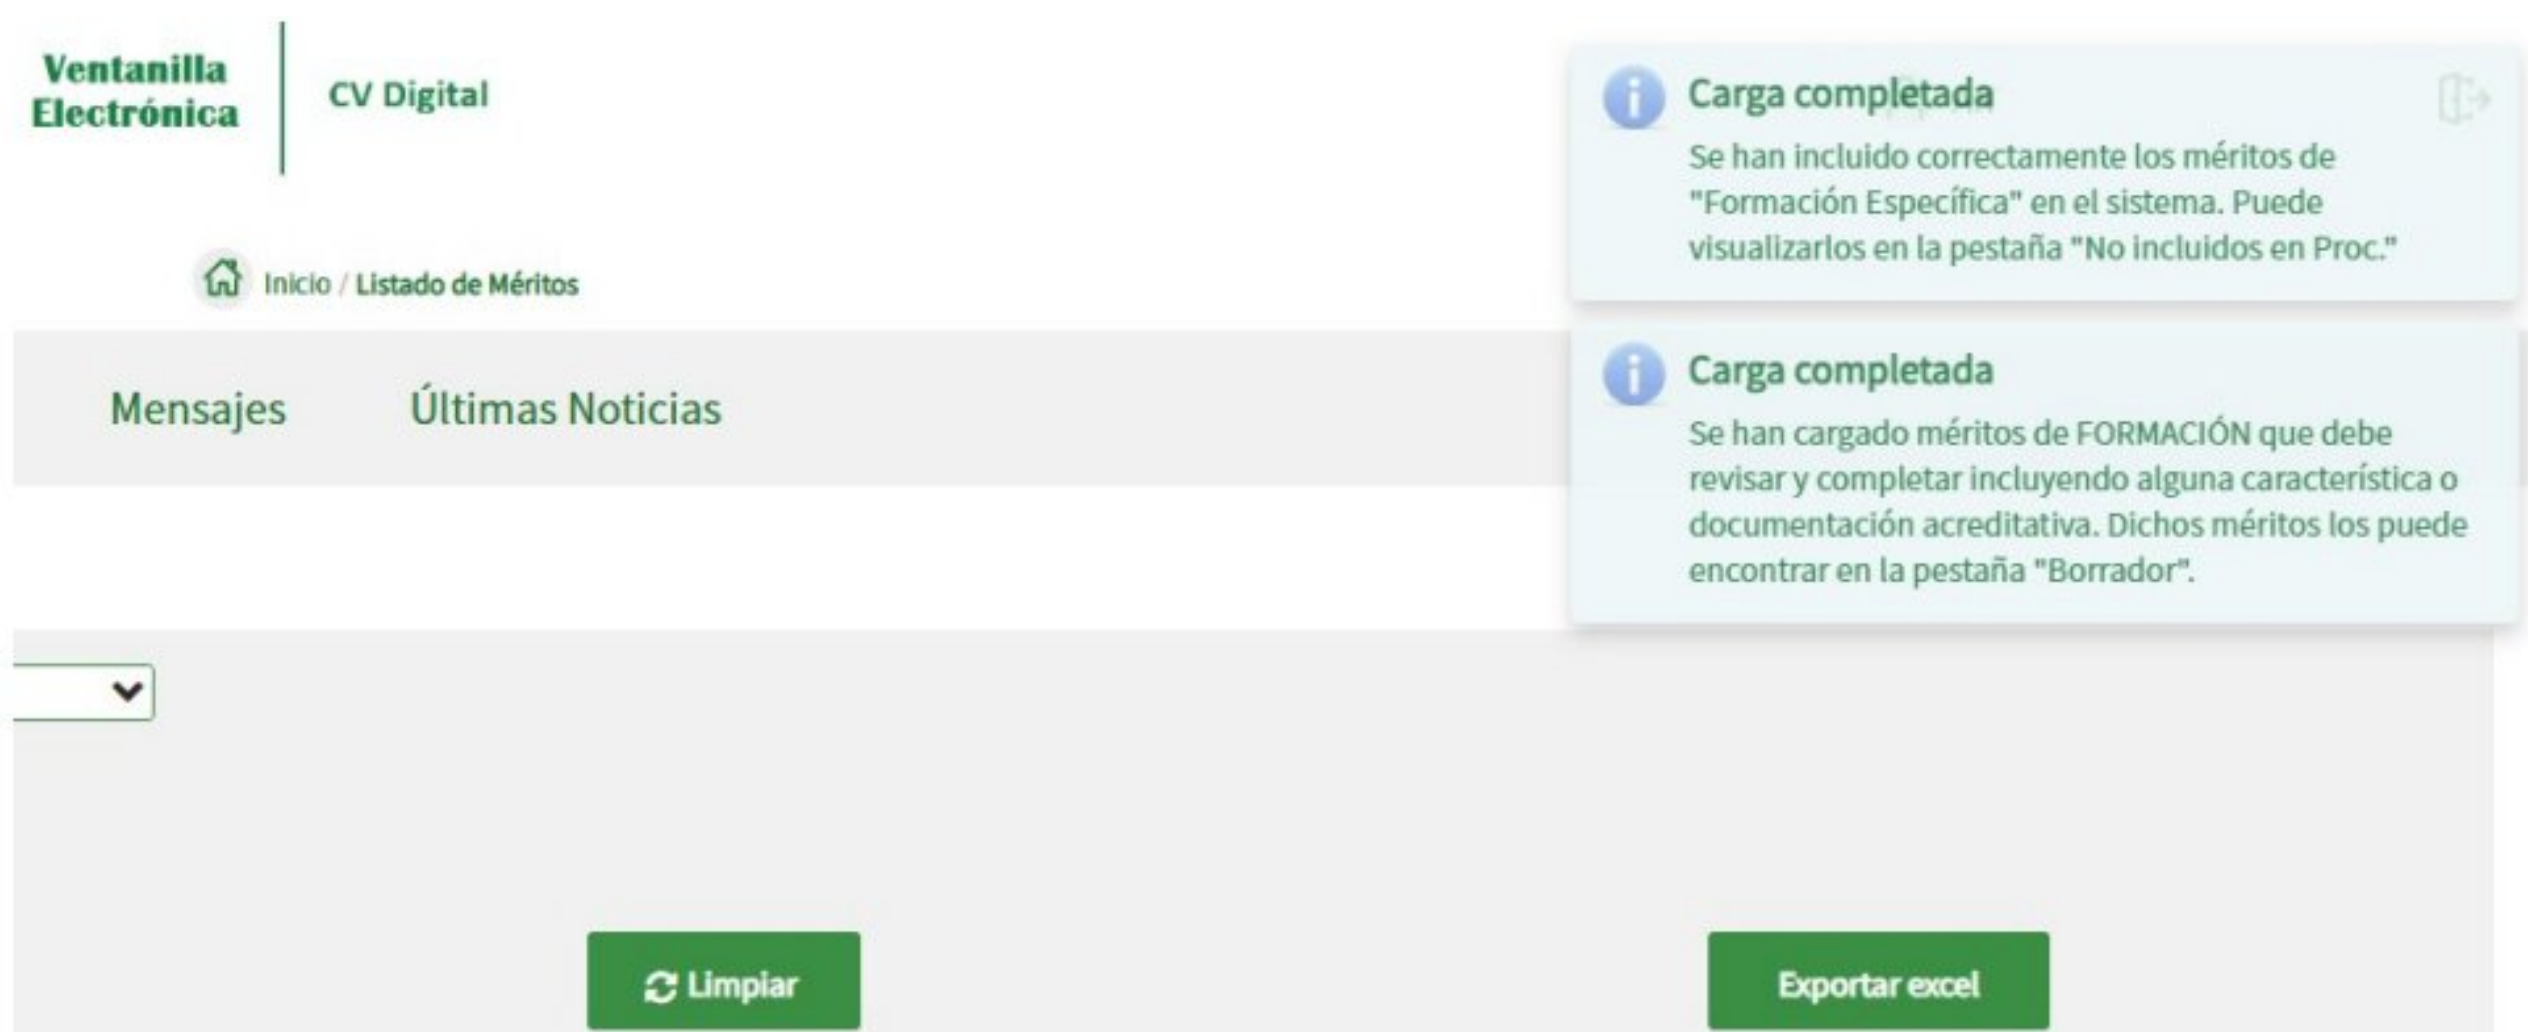 Ventanilla
Electrónica
CV Digital
Inicio / Listado de Méritos
Mensajes
Últimas Noticias
Carga completada
Se han incluido correctamente los méritos de
"Formación Específica" en el sistema. Puede
visualizarlos en la pestaña "No incluidos en Proc."
Carga completada
Se han cargado méritos de FORMACIÓN que debe
revisar y completar incluyendo alguna característica o
documentación acreditativa. Dichos méritos los puede
encontrar en la pestaña "Borrador".
Limpiar
Exportar excel